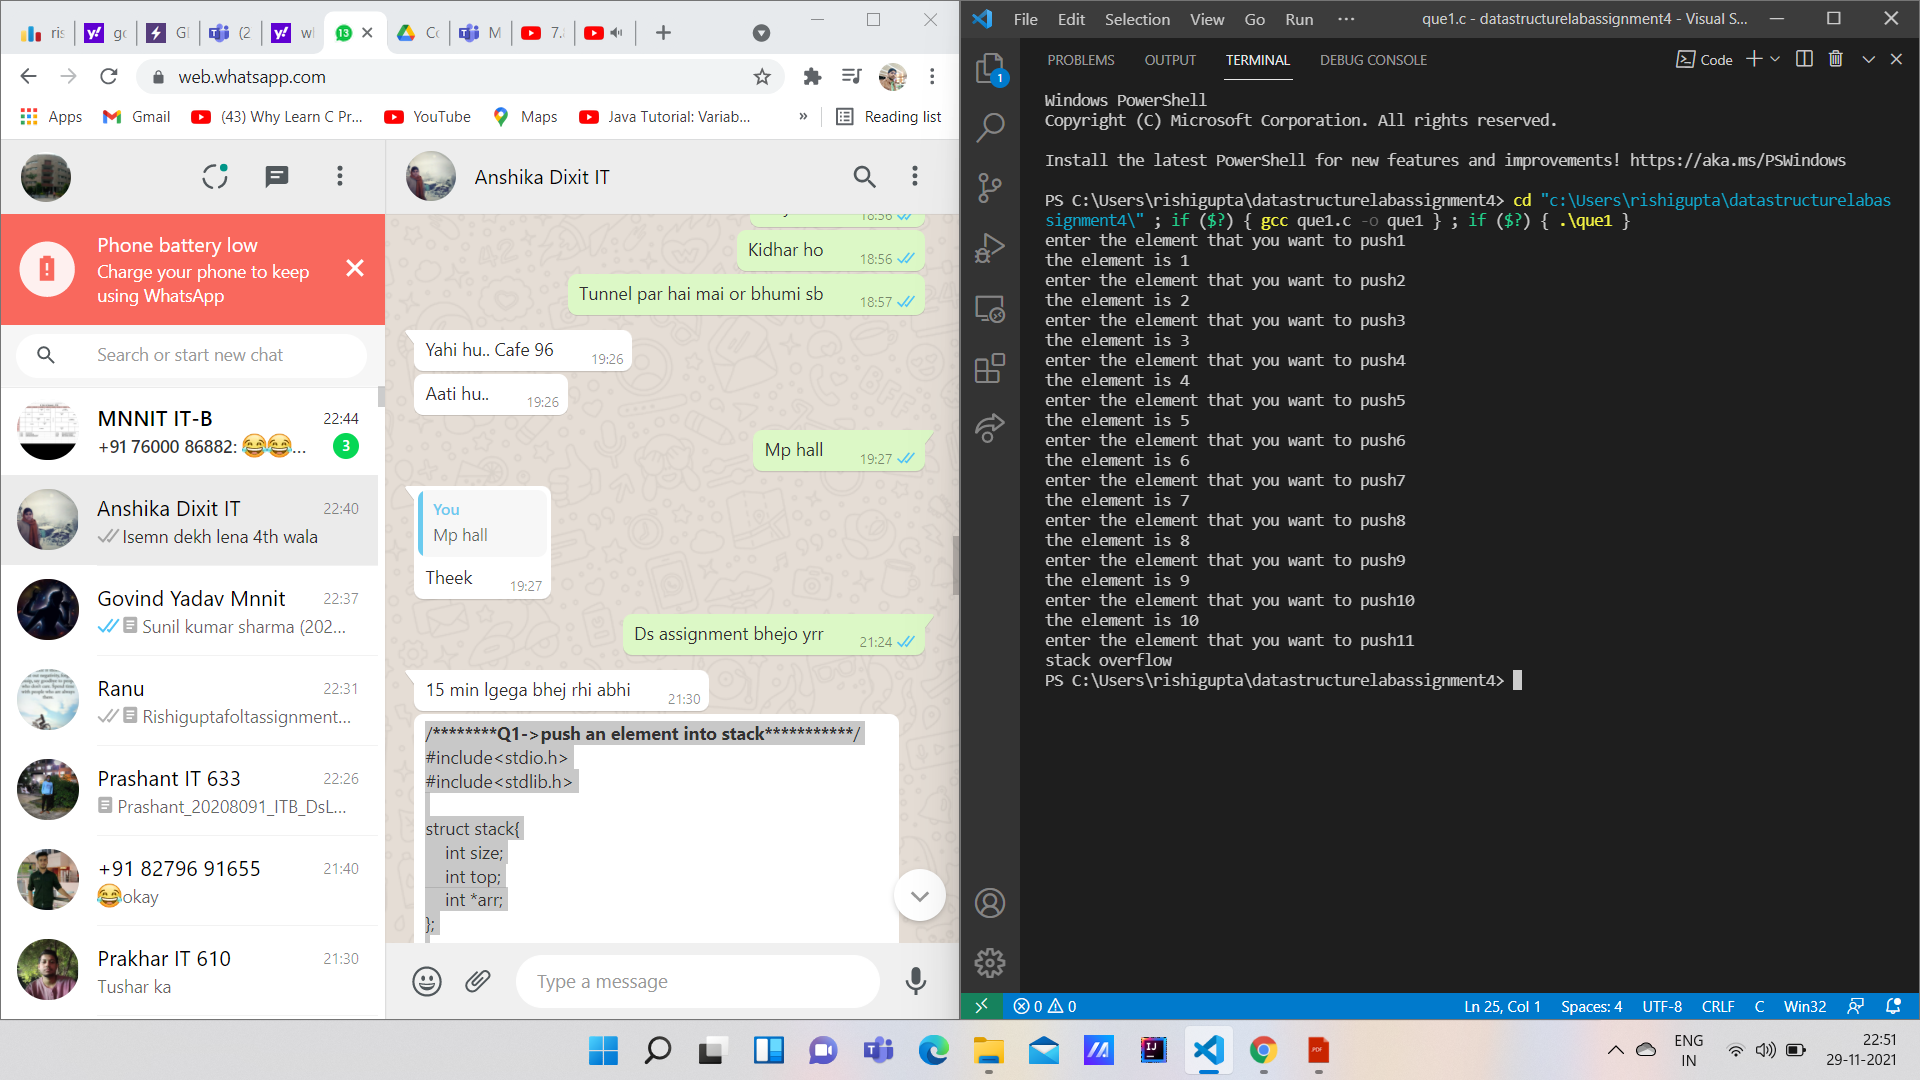 ris
gc
Gl
(2
wl
13
Co
M
7.
web.whatsapp.com
Apps
Gmail
(43) Why Learn C Pr...
YouTube
Maps
Java Tutorial: Variab...
»
Reading list
Phone battery low
Charge your phone to keep
using WhatsApp
Search or start new chat
MNNIT IT-B
22:44
+91 76000 86882: 😂😂...
3
Anshika Dixit IT
22:40
Isemn dekh lena 4th wala
Govind Yadav Mnnit
22:37
Sunil kumar sharma (202...
Ranu
22:31
Rishiguptafoltassignment...
Prashant IT 633
22:26
Prashant_20208091_ITB_DsL...
+91 82796 91655
21:40
😂okay
Prakhar IT 610
21:30
Tushar ka
Anshika Dixit IT
18:56
Kidhar ho
18:56
Tunnel par hai mai or bhumi sb
18:57
Yahi hu.. Cafe 96
19:26
Aati hu..
19:26
Mp hall
19:27
You
Mp hall
Theek
19:27
Ds assignment bhejo yrr
21:24
15 min lgega bhej rhi abhi
21:30
/********Q1->push an element into stack***********/
#include<stdio.h>
#include<stdlib.h>
struct stack{
int size;
int top;
int *arr;
};
Type a message
File Edit Selection View Go Run ···
que1.c - datastructurelabassignment4 - Visual S...
PROBLEMS OUTPUT TERMINAL DEBUG CONSOLE
Code
1
Windows PowerShell
Copyright (C) Microsoft Corporation. All rights reserved.
Install the latest PowerShell for new features and improvements! https://aka.ms/PSWindows
PS C:\Users\rishigupta\datastructurelabassignment4> cd "c:\Users\rishigupta\datastructurelabas
signment4\" ; if ($?) { gcc que1.c -o que1 } ; if ($?) { .\que1 }
enter the element that you want to push1
the element is 1
enter the element that you want to push2
the element is 2
enter the element that you want to push3
the element is 3
enter the element that you want to push4
the element is 4
enter the element that you want to push5
the element is 5
enter the element that you want to push6
the element is 6
enter the element that you want to push7
the element is 7
enter the element that you want to push8
the element is 8
enter the element that you want to push9
the element is 9
enter the element that you want to push10
the element is 10
enter the element that you want to push11
stack overflow
PS C:\Users\rishigupta\datastructurelabassignment4>
0 0
Ln 25, Col 1
Spaces: 4
UTF-8
CRLF
C
Win32
ENG
IN
22:51
29-11-2021